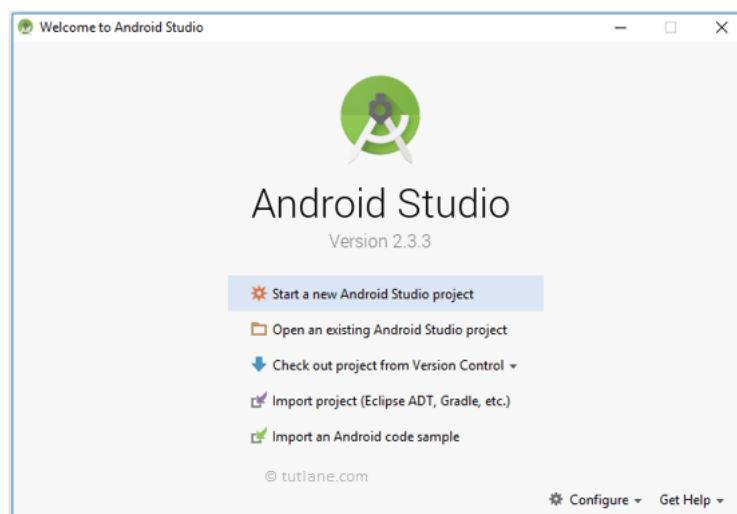 Welcome to Android Studio
Android Studio
Version 2.3.3
Start a new Android Studio project
Open an existing Android Studio project
Check out project from Version Control
Import project (Eclipse ADT, Gradle, etc.)
Import an Android code sample
© tutlane.com
Configure Get Help